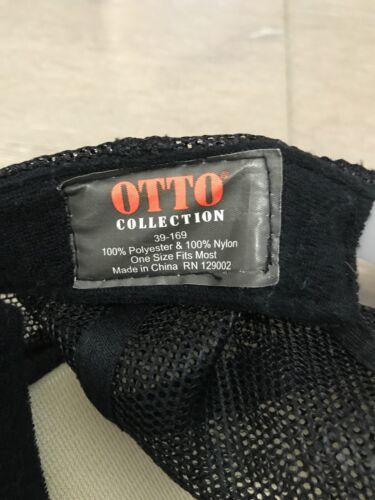 OTTO®
COLLECTION
39-169
100% Polyester & 100% Nylon
One Size Fits Most
Made in China RN 129002